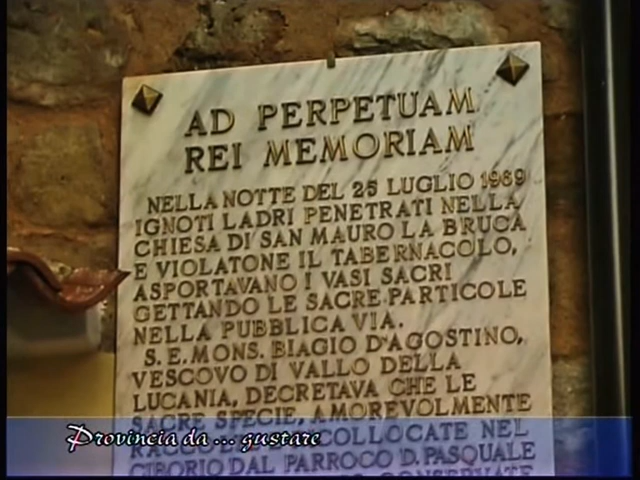 AD PERPETUAM
REI MEMORIAM
NELLA NOTTE DEL 25 LUGLIO 1969
IGNOTI LADRI PENETRATI NELLA
CHIESA DI SAN MAURO LA BRUCA
E VIOLATONE IL TABERNACOLO,
ASPORTAVANO I VASI SACRI
GETTANDO LE SACRE PARTICOLE
NELLA PUBBLICA VIA.
S. E. MONS. BIAGIO D'AGOSTINO,
VESCOVO DI VALLO DELLA
LUCANIA, DECRETAVA CHE LE
SACRE SPECIE, AMOREVOLMENTE
Provincia da ... gustare
COLLOCATE NEL
CIBORIO DAL PARROCO D. PASQUALE
CONSERVATE